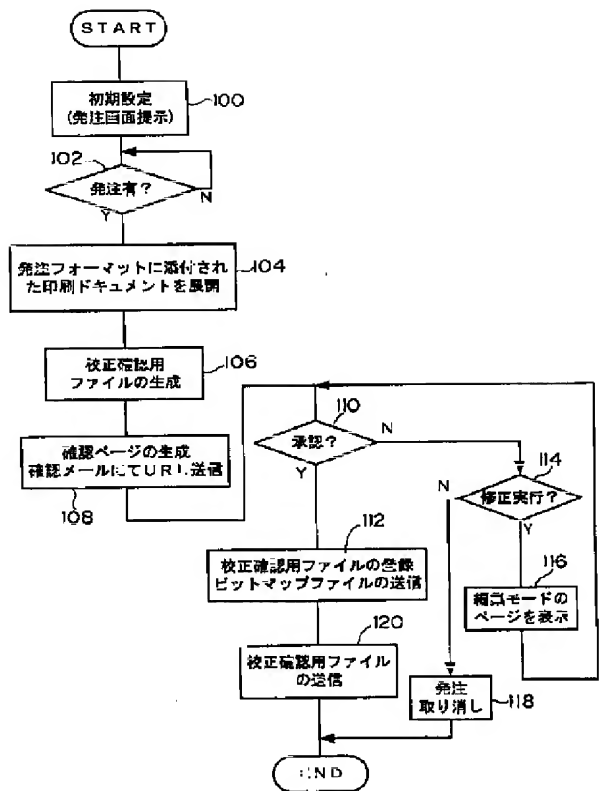 START
初期設定
(発注画面提示)
100
102
発注有?
N
Y
発注フォーマットに添付され
た印刷ドキュメントを展開
104
校正確認用
ファイルの生成
106
確認ページの生成
確認メールにてURL送信
108
110
承認?
N
Y
114
修正実行?
N
Y
112
校正確認用ファイルの登録
ビットマップファイルの送信
116
編集モードの
ページを表示
120
校正確認用ファイル
の送信
発注
取り消し
118
END